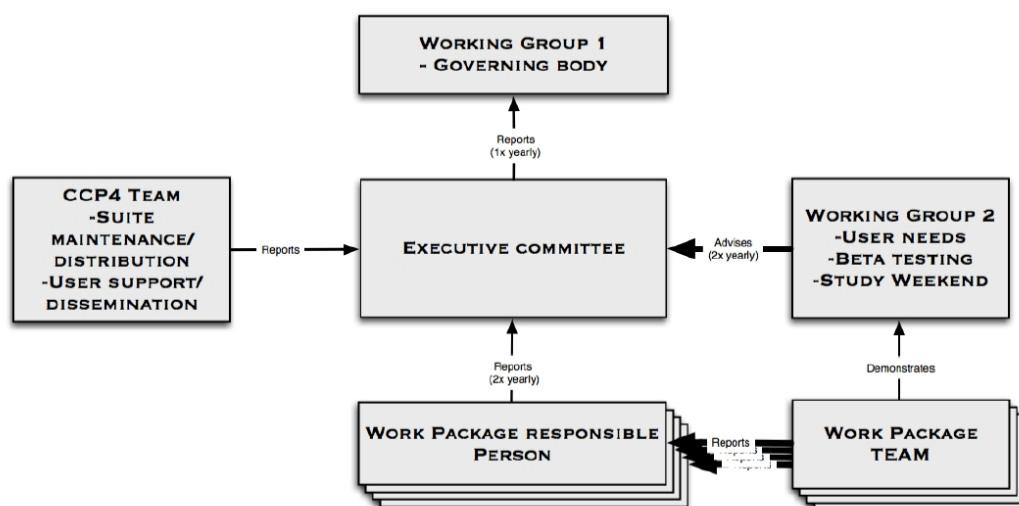 Working Group 1
- Governing body
Reports
(1x yearly)
CCP4 Team
-Suite
maintenance/
distribution
-User support/
dissemination
Reports
Executive committee
Advises
(2x yearly)
Working Group 2
-User needs
-Beta testing
-Study Weekend
Reports
(2x yearly)
Demonstrates
Work Package responsible
Person
Reports
Work Package
TEAM